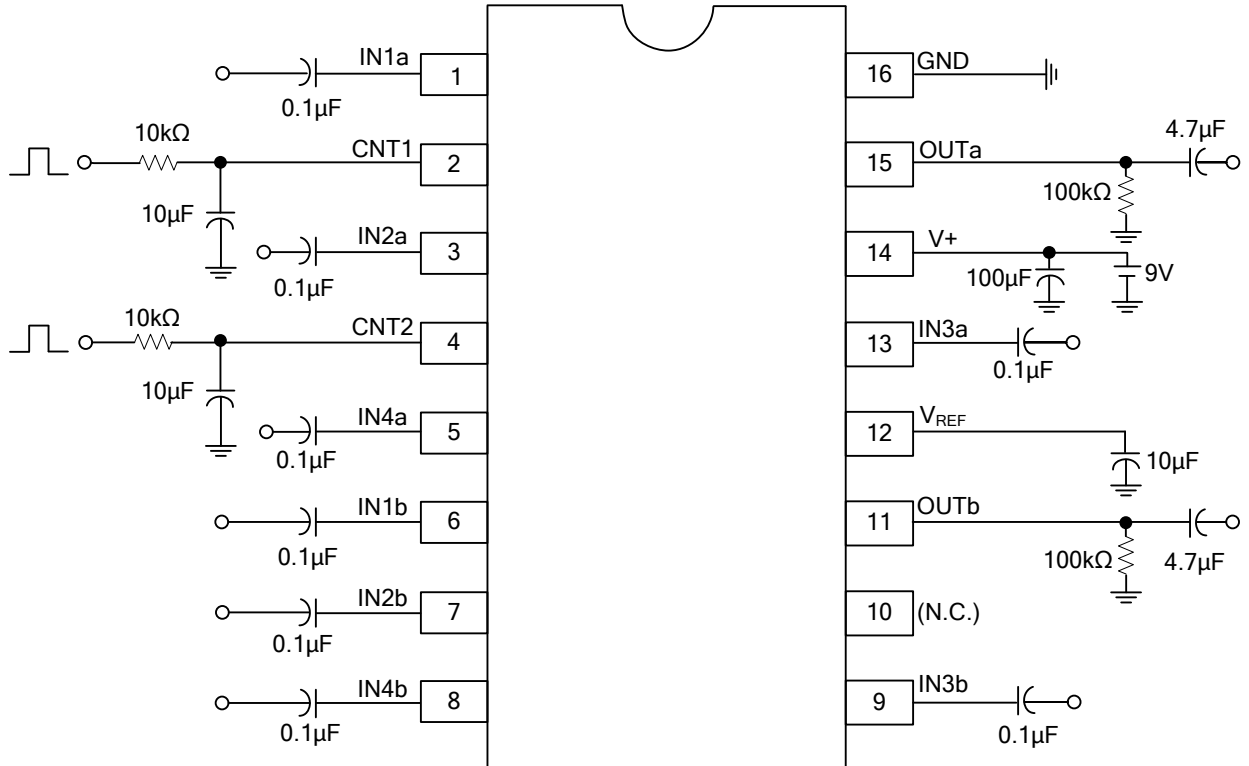 IN1a
1
0.1µF
10kΩ
CNT1
2
10µF
IN2a
3
0.1µF
10kΩ
CNT2
4
10µF
IN4a
5
0.1µF
IN1b
6
0.1µF
IN2b
7
0.1µF
IN4b
8
0.1µF
16
GND
15
OUTa
4.7µF
100kΩ
14
V+
100µF
9V
13
IN3a
0.1µF
12
VREF
10µF
11
OUTb
100kΩ
4.7µF
10
(N.C.)
9
IN3b
0.1µF